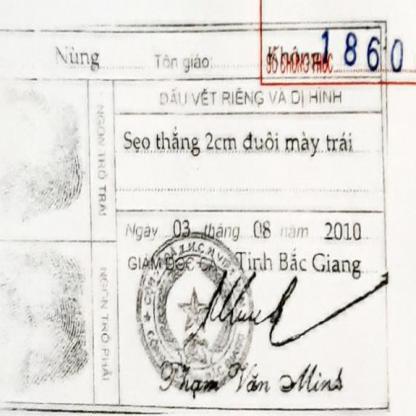 Nùng Tôn giáo: Không
SỐ CHỨNG THỰC 1860
DẤU VẾT RIÊNG VÀ DỊ HÌNH
NGÓN TRỎ TRÁI
Sẹo thẳng 2cm đuôi mày trái
Ngày 03 tháng 08 năm 2010
GIÁM ĐỐC CA Tỉnh Bắc Giang
NGÓN TRỎ PHẢI
Phạm Văn Minh